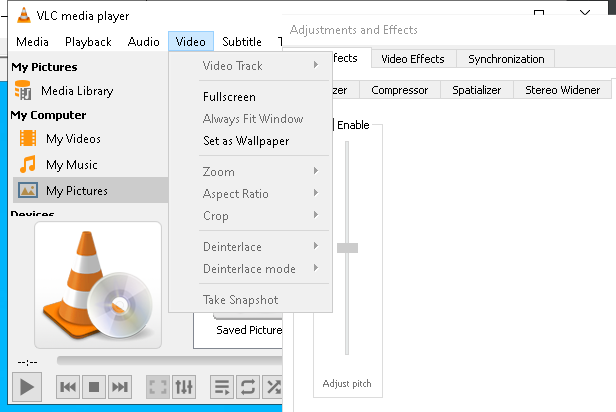 VLC media player
Adjustments and Effects
Media Playback Audio Video Subtitle T
My Pictures
Media Library
My Computer
My Videos
My Music
My Pictures
Devices
Video Track
Fullscreen
Always Fit Window
Set as Wallpaper
Zoom
Aspect Ratio
Crop
Deinterlace
Deinterlace mode
Take Snapshot
Saved Picture
--:--
ffects Video Effects Synchronization
zer Compressor Spatializer Stereo Widener
Enable
Adjust pitch